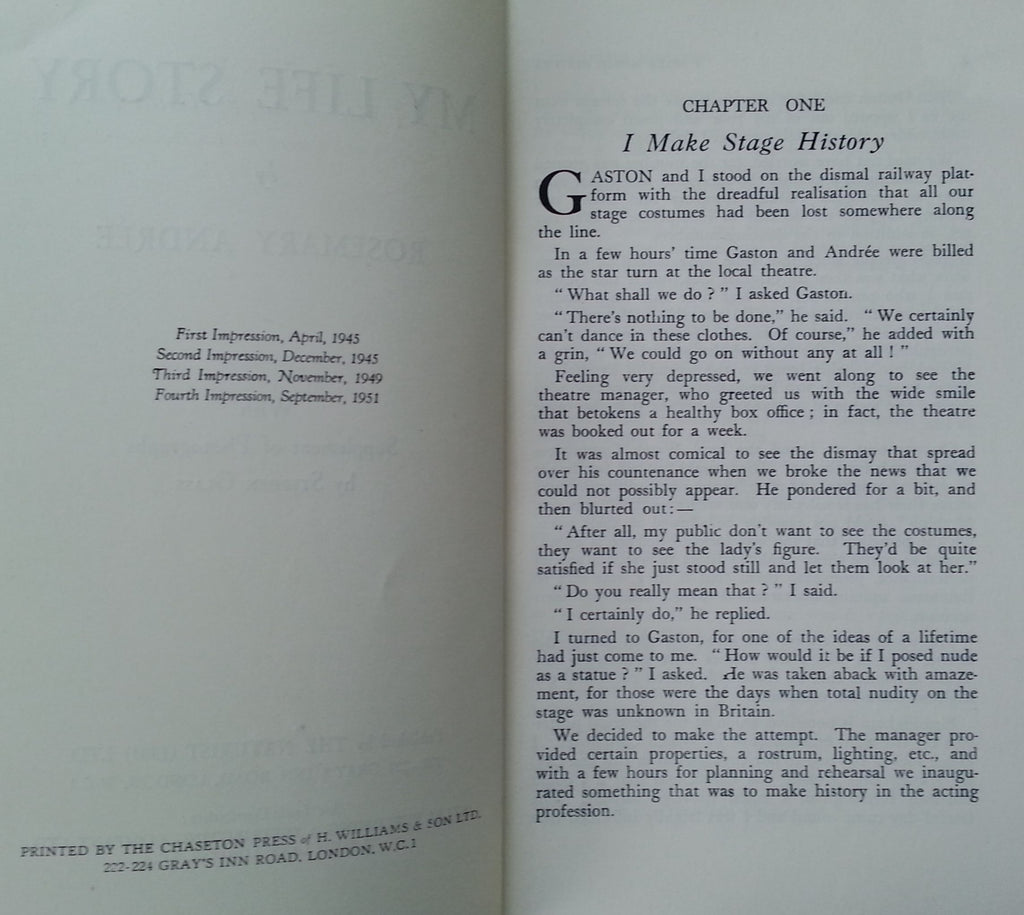 First Impression, April, 1945
Second Impression, December, 1945
Third Impression, November, 1949
Fourth Impression, September, 1951
PRINTED BY THE CHASETON PRESS of H. WILLIAMS & SON LTD.
222-224 GRAY'S INN ROAD, LONDON, W.C.1
CHAPTER ONE
I Make Stage History
GASTON and I stood on the dismal railway plat-
form with the dreadful realisation that all our
stage costumes had been lost somewhere along
the line.
In a few hours' time Gaston and Andrée were billed
as the star turn at the local theatre.
" What shall we do ? " I asked Gaston.
" There's nothing to be done," he said. " We certainly
can't dance in these clothes. Of course," he added with
a grin, " We could go on without any at all ! "
Feeling very depressed, we went along to see the
theatre manager, who greeted us with the wide smile
that betokens a healthy box office ; in fact, the theatre
was booked out for a week.
It was almost comical to see the dismay that spread
over his countenance when we broke the news that we
could not possibly appear. He pondered for a bit, and
then blurted out:—
" After all, my public don't want to see the costumes,
they want to see the lady's figure. They'd be quite
satisfied if she just stood still and let them look at her."
" Do you really mean that ? " I said.
" I certainly do," he replied.
I turned to Gaston, for one of the ideas of a lifetime
had just come to me. " How would it be if I posed nude
as a statue ? " I asked. He was taken aback with amaze-
ment, for those were the days when total nudity on the
stage was unknown in Britain.
We decided to make the attempt. The manager pro-
vided certain properties, a rostrum, lighting, etc., and
with a few hours for planning and rehearsal we inaugu-
rated something that was to make history in the acting
profession.